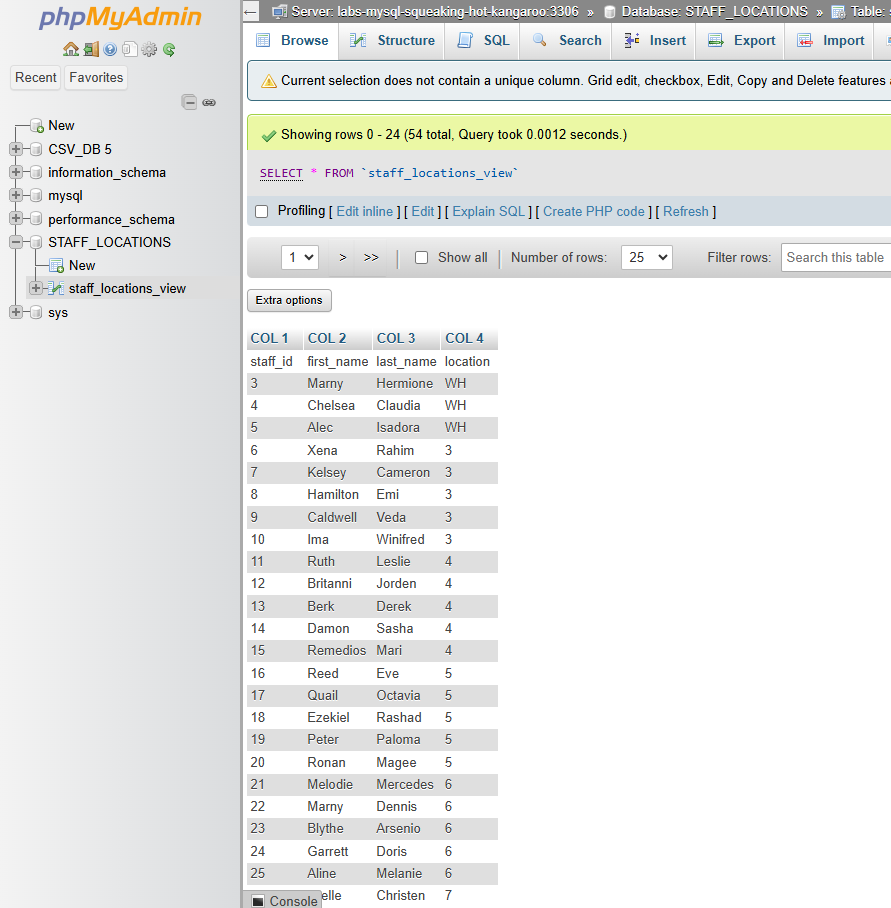 phpMyAdmin
Recent Favorites
New
CSV_DB 5
information_schema
mysql
performance_schema
STAFF_LOCATIONS
New
staff_locations_view
sys
← Server: labs-mysql-squeaking-hot-kangaroo:3306 » Database: STAFF_LOCATIONS » Table:
Browse Structure SQL Search Insert Export Import
Current selection does not contain a unique column. Grid edit, checkbox, Edit, Copy and Delete features
Showing rows 0 - 24 (54 total, Query took 0.0012 seconds.)
SELECT * FROM `staff_locations_view`
Profiling [ Edit inline ] [ Edit ] [ Explain SQL ] [ Create PHP code ] [ Refresh ]
1 > >> | Show all | Number of rows: 25 Filter rows: Search this table
Extra options
COL 1 COL 2 COL 3 COL 4
staff_id first_name last_name location
3 Marny Hermione WH
4 Chelsea Claudia WH
5 Alec Isadora WH
6 Xena Rahim 3
7 Kelsey Cameron 3
8 Hamilton Emi 3
9 Caldwell Veda 3
10 Ima Winifred 3
11 Ruth Leslie 4
12 Britanni Jorden 4
13 Berk Derek 4
14 Damon Sasha 4
15 Remedios Mari 4
16 Reed Eve 5
17 Quail Octavia 5
18 Ezekiel Rashad 5
19 Peter Paloma 5
20 Ronan Magee 5
21 Melodie Mercedes 6
22 Marny Dennis 6
23 Blythe Arsenio 6
24 Garrett Doris 6
25 Aline Melanie 6
elle Christen 7
Console